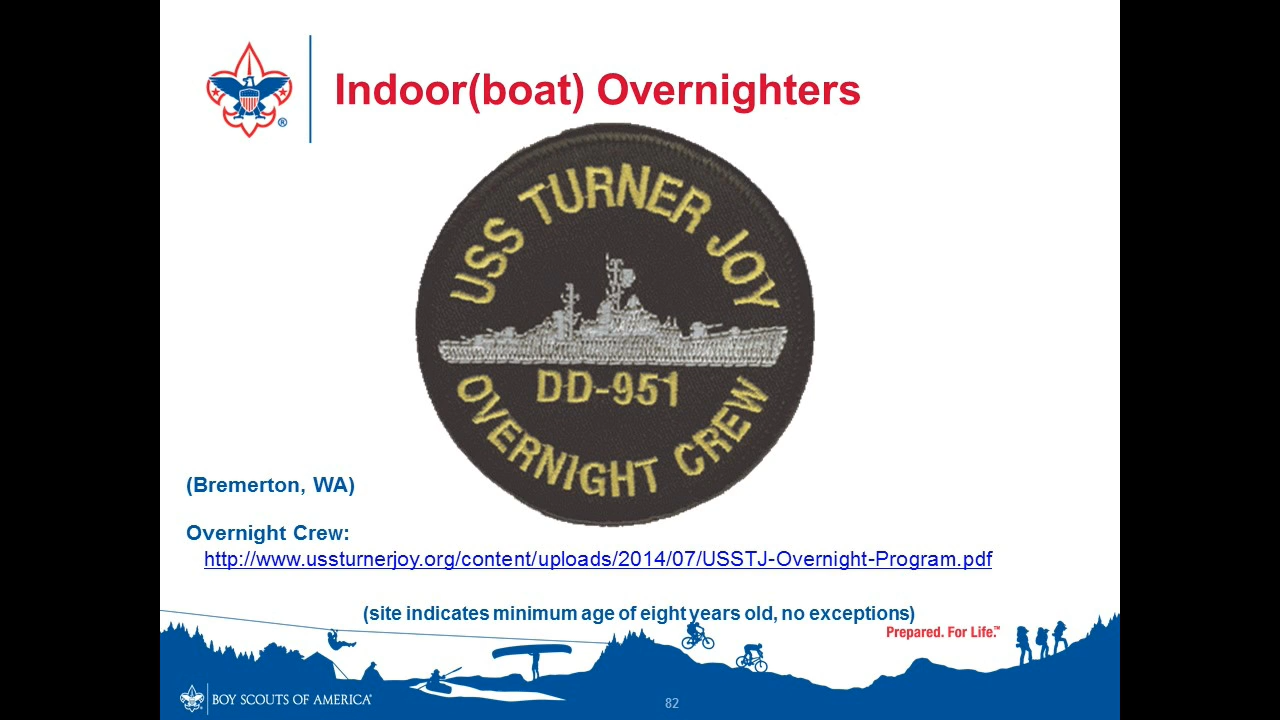 Indoor(boat) Overnighters
®
USS TURNER JOY
DD-951
OVERNIGHT CREW
(Bremerton, WA)
Overnight Crew:
http://www.ussturnerjoy.org/content/uploads/2014/07/USSTJ-Overnight-Program.pdf
(site indicates minimum age of eight years old, no exceptions)
Prepared. For Life.™
BOY SCOUTS OF AMERICA®
82